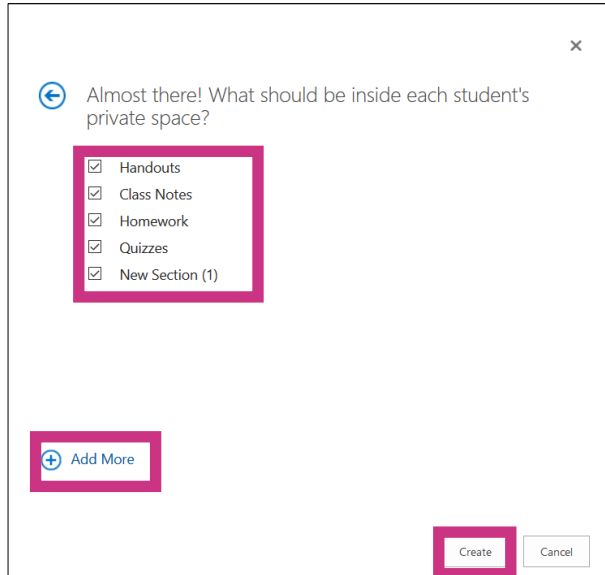 Almost there! What should be inside each student's
private space?
Handouts
Class Notes
Homework
Quizzes
New Section (1)
Add More
Create Cancel